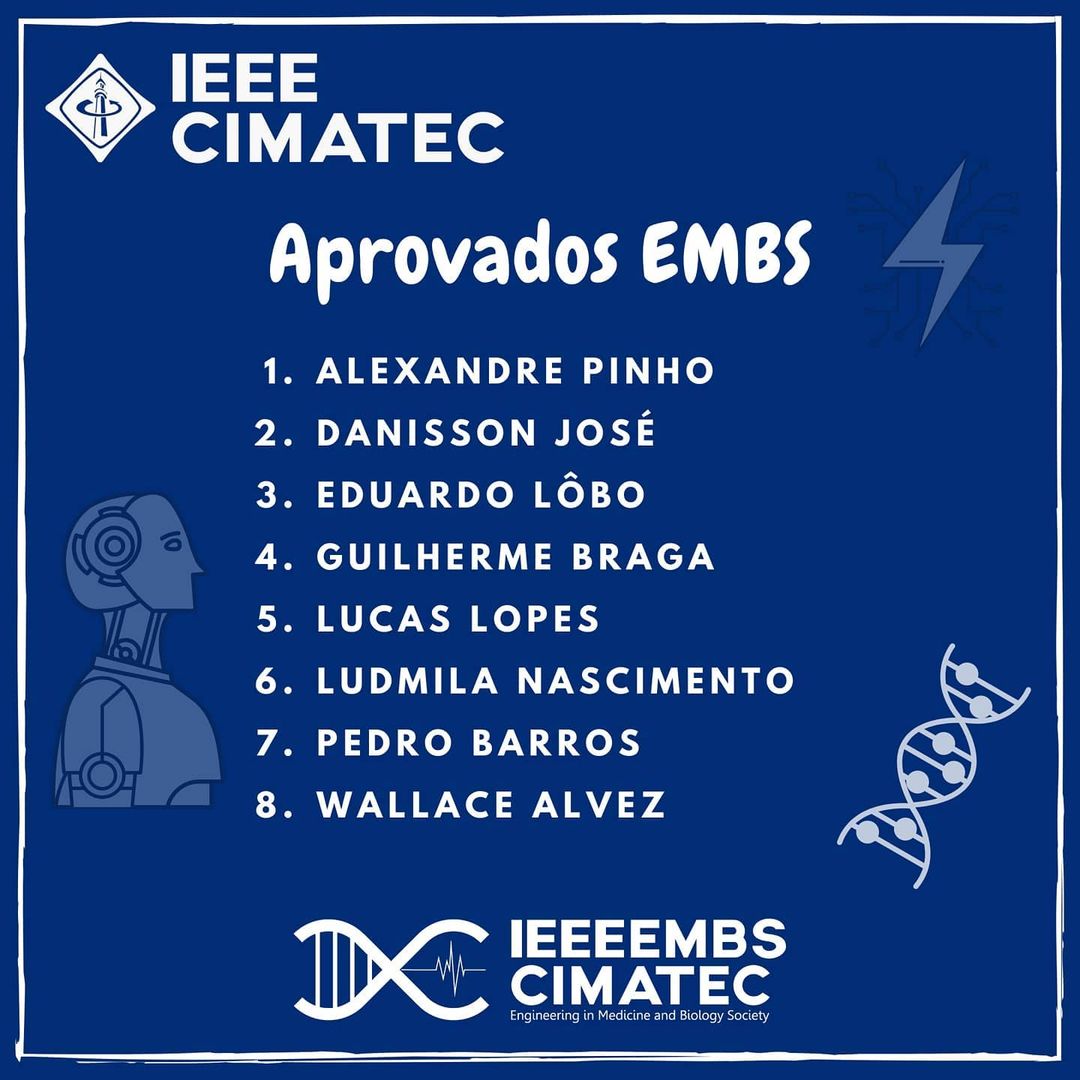 IEEE
CIMATEC
Aprovados EMBS
1. ALEXANDRE PINHO
2. DANISSON JOSÉ
3. EDUARDO LÔBO
4. GUILHERME BRAGA
5. LUCAS LOPES
6. LUDMILA NASCIMENTO
7. PEDRO BARROS
8. WALLACE ALVEZ
IEEEEMBS
CIMATEC
Engineering in Medicine and Biology Society